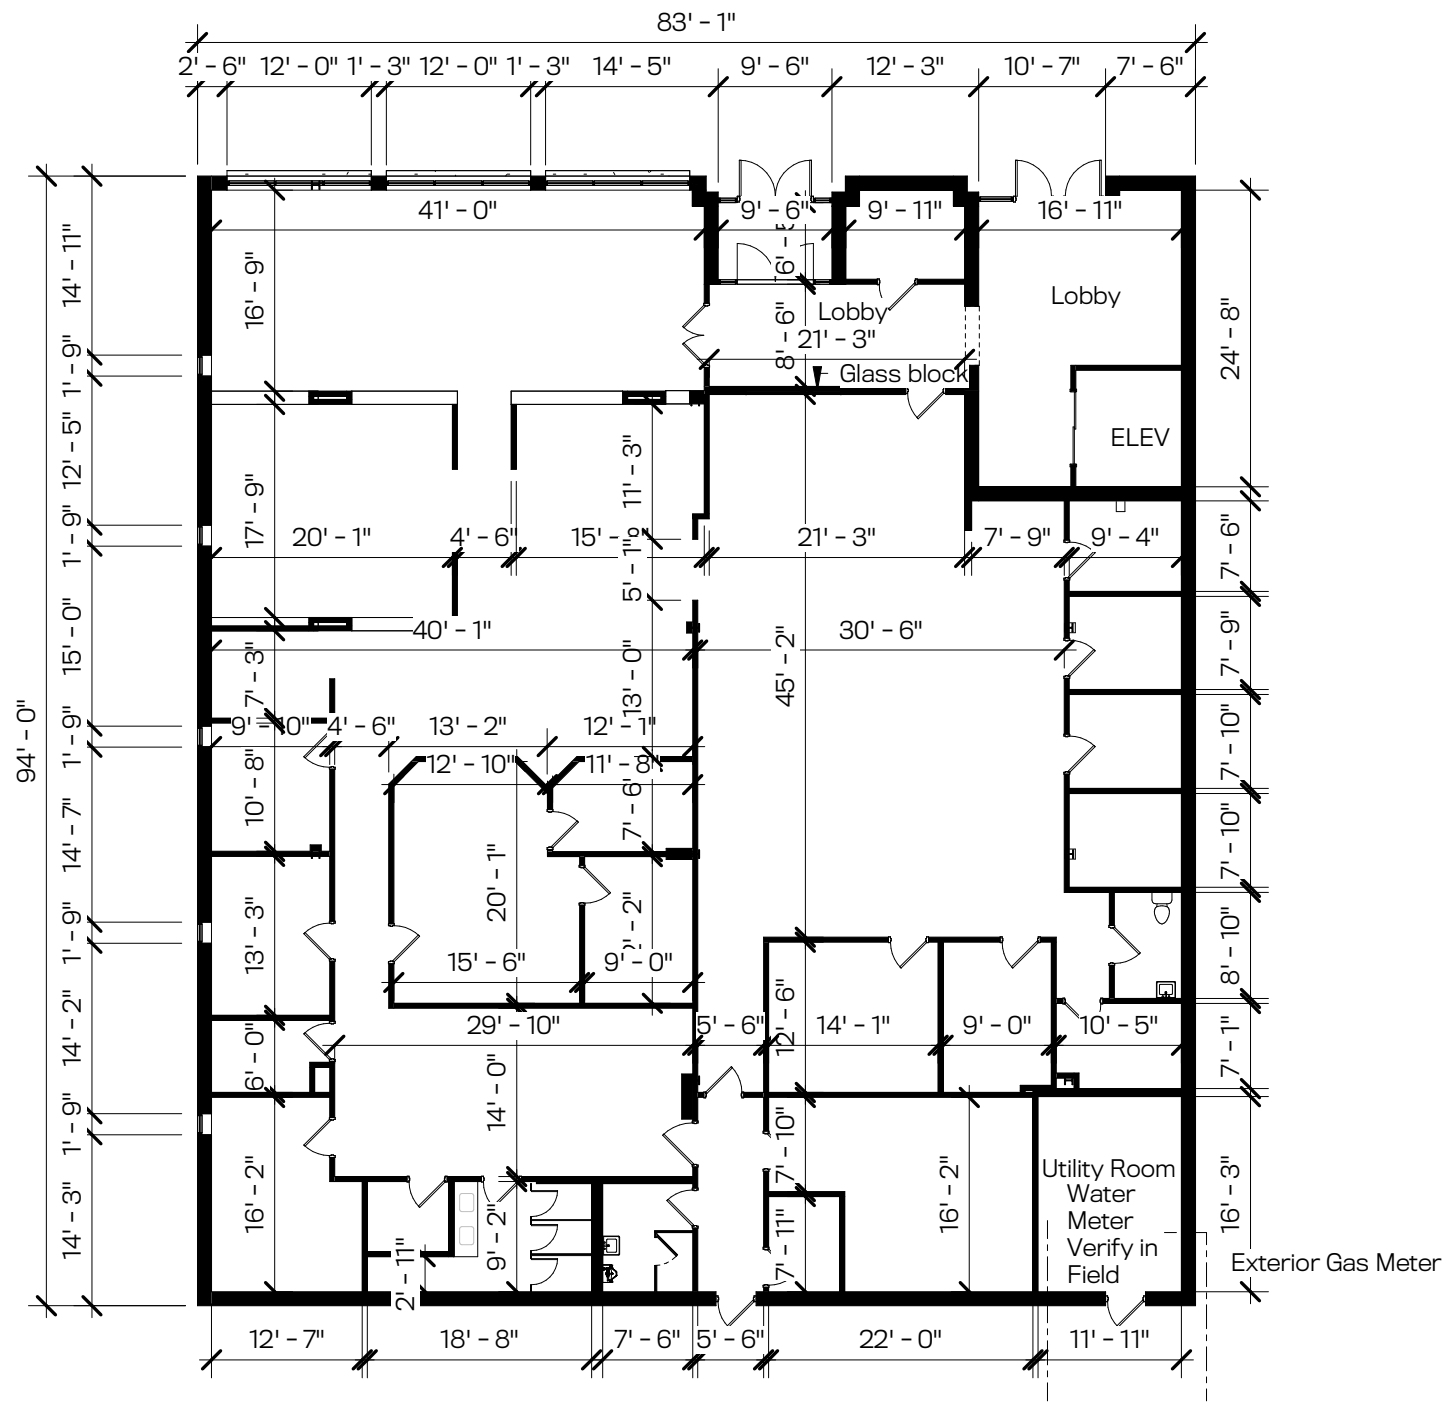 83' - 1"
2' - 6" 12' - 0" 1' - 3" 12' - 0" 1' - 3" 14' - 5" 9' - 6" 12' - 3" 10' - 7" 7' - 6"
41' - 0" 9' - 6" 9' - 11" 16' - 11"
14' - 11"
16' - 9"
6' - 5"
Lobby
Lobby
8' - 6"
21' - 3"
24' - 8"
1' - 9"
Glass block
ELEV
12' - 5"
11' - 3"
17' - 9"
1' - 9"
20' - 1" 4' - 6" 21' - 3" 7' - 9" 9' - 4"
7' - 6"
5' - 1"
15' - 0"
40' - 1" 30' - 6"
7' - 9"
7' - 3"
13' - 0"
45' - 2"
94' - 0"
1' - 9"
9' - 10" 4' - 6" 13' - 2" 12' - 1"
7' - 10"
12' - 10" 11' - 8"
10' - 8"
7' - 6"
14' - 7"
7' - 10"
20' - 1"
1' - 9"
13' - 3"
8' - 10"
15' - 6" 9' - 0"
14' - 2"
12' - 6"
29' - 10" 5' - 6" 14' - 1" 9' - 0" 10' - 5"
6' - 0"
7' - 1"
14' - 0"
1' - 9"
7' - 10"
16' - 2"
16' - 2"
Utility Room
Water
Meter
Verify in
Field
16' - 3"
14' - 3"
9' - 2"
7' - 11"
2' - 11"
Exterior Gas Meter
12' - 7" 18' - 8" 7' - 6" 5' - 6" 22' - 0" 11' - 11"